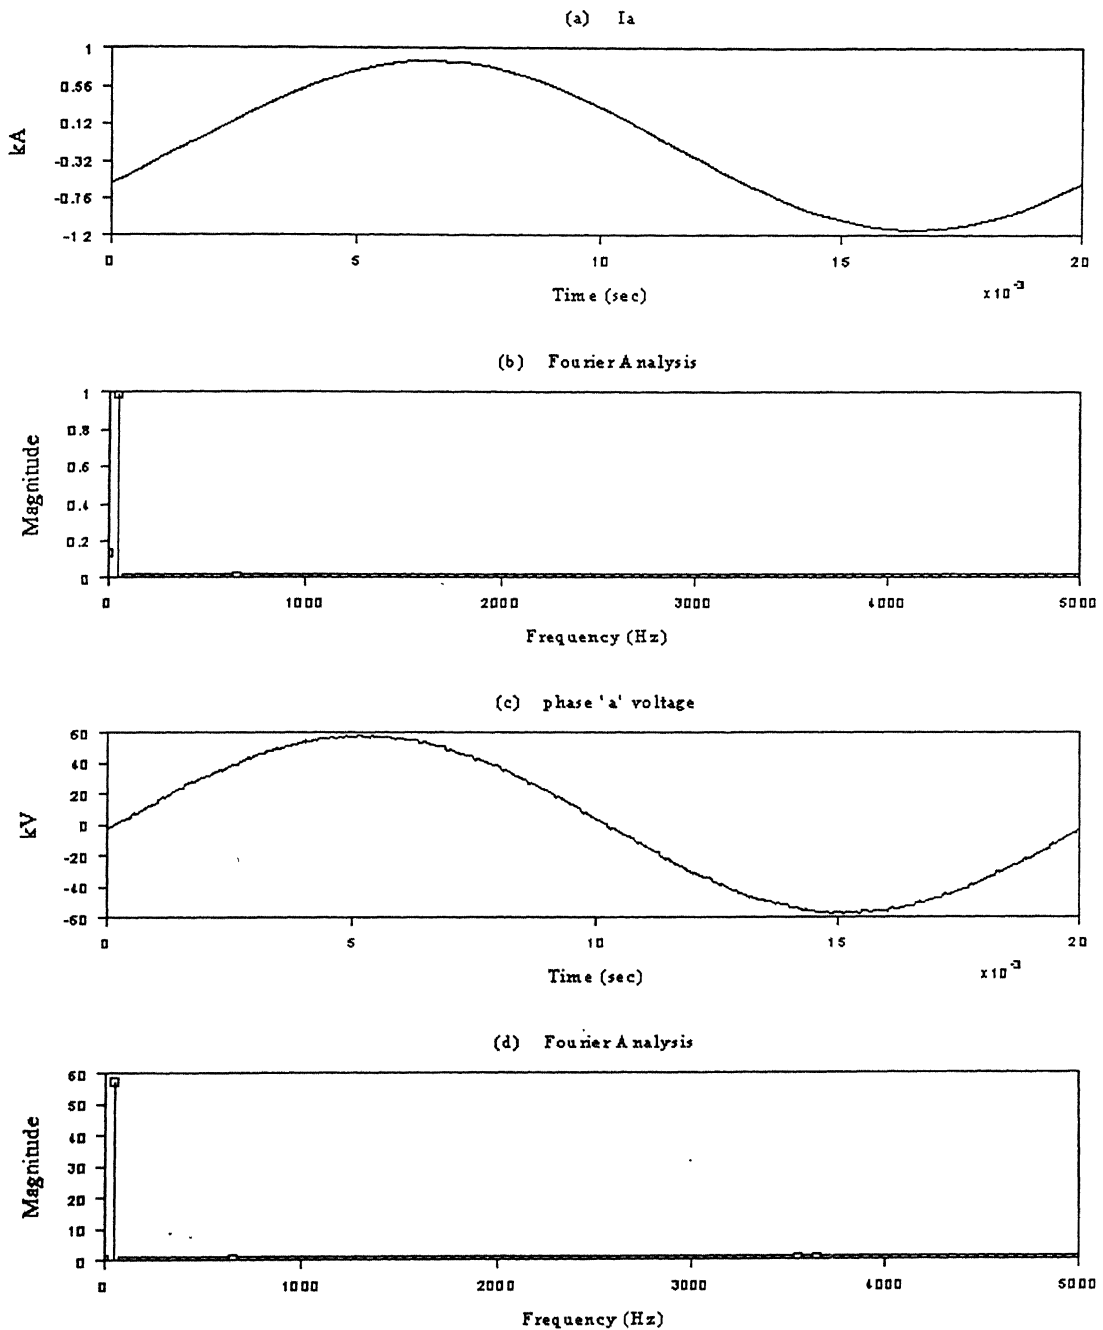 (a) Ia
1
0.56
0.12
-0.32
-0.76
-1.2
kA
0 5 10 15 20
Time (sec)
x10^-3
(b) Fourier Analysis
1
0.8
0.6
0.4
0.2
0
Magnitude
0 1000 2000 3000 4000 5000
Frequency (Hz)
(c) phase 'a' voltage
60
40
20
0
-20
-40
-60
kV
0 5 10 15 20
Time (sec)
x10^-3
(d) Fourier Analysis
60
50
40
30
20
10
0
Magnitude
0 1000 2000 3000 4000 5000
Frequency (Hz)